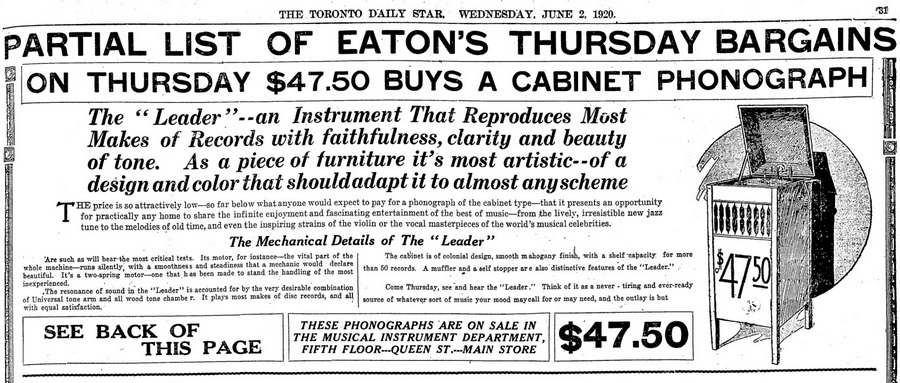 THE TORONTO DAILY STAR, WEDNESDAY, JUNE 2, 1920.
31
PARTIAL LIST OF EATON'S THURSDAY BARGAINS
ON THURSDAY $47.50 BUYS A CABINET PHONOGRAPH
The "Leader"--an Instrument That Reproduces Most
Makes of Records with faithfulness, clarity and beauty
of tone. As a piece of furniture it's most artistic--of a
design and color that should adapt it to almost any scheme
THE price is so attractively low—so far below what anyone would expect to pay for a phonograph of the cabinet type—that it presents an opportunity
for practically any home to share the infinite enjoyment and fascinating entertainment of the best of music—from the lively, irresistible new jazz
tune to the melodies of old time, and even the inspiring strains of the violin or the vocal masterpieces of the world's musical celebrities.
The Mechanical Details of The "Leader"
Are such as will bear the most critical tests. Its motor, for instance—the vital part of the
whole machine—runs silently, with a smoothness and steadiness that a mechanic would declare
beautiful. It's a two-spring motor—one that has been made to stand the handling of the most
inexperienced.
The resonance of sound in the "Leader" is accounted for by the very desirable combination
of Universal tone arm and all wood tone chamber. It plays most makes of disc records, and all
with equal satisfaction.
The cabinet is of colonial design, smooth mahogany finish, with a shelf capacity for more
than 50 records. A muffler and a self stopper are also distinctive features of the "Leader."
Come Thursday, see and hear the "Leader." Think of it as a never-tiring and ever-ready
source of whatever sort of music your mood may call for or may need, and the outlay is but
$47.50
SEE BACK OF
THIS PAGE
THESE PHONOGRAPHS ARE ON SALE IN
THE MUSICAL INSTRUMENT DEPARTMENT,
FIFTH FLOOR---QUEEN ST.---MAIN STORE
$47.50